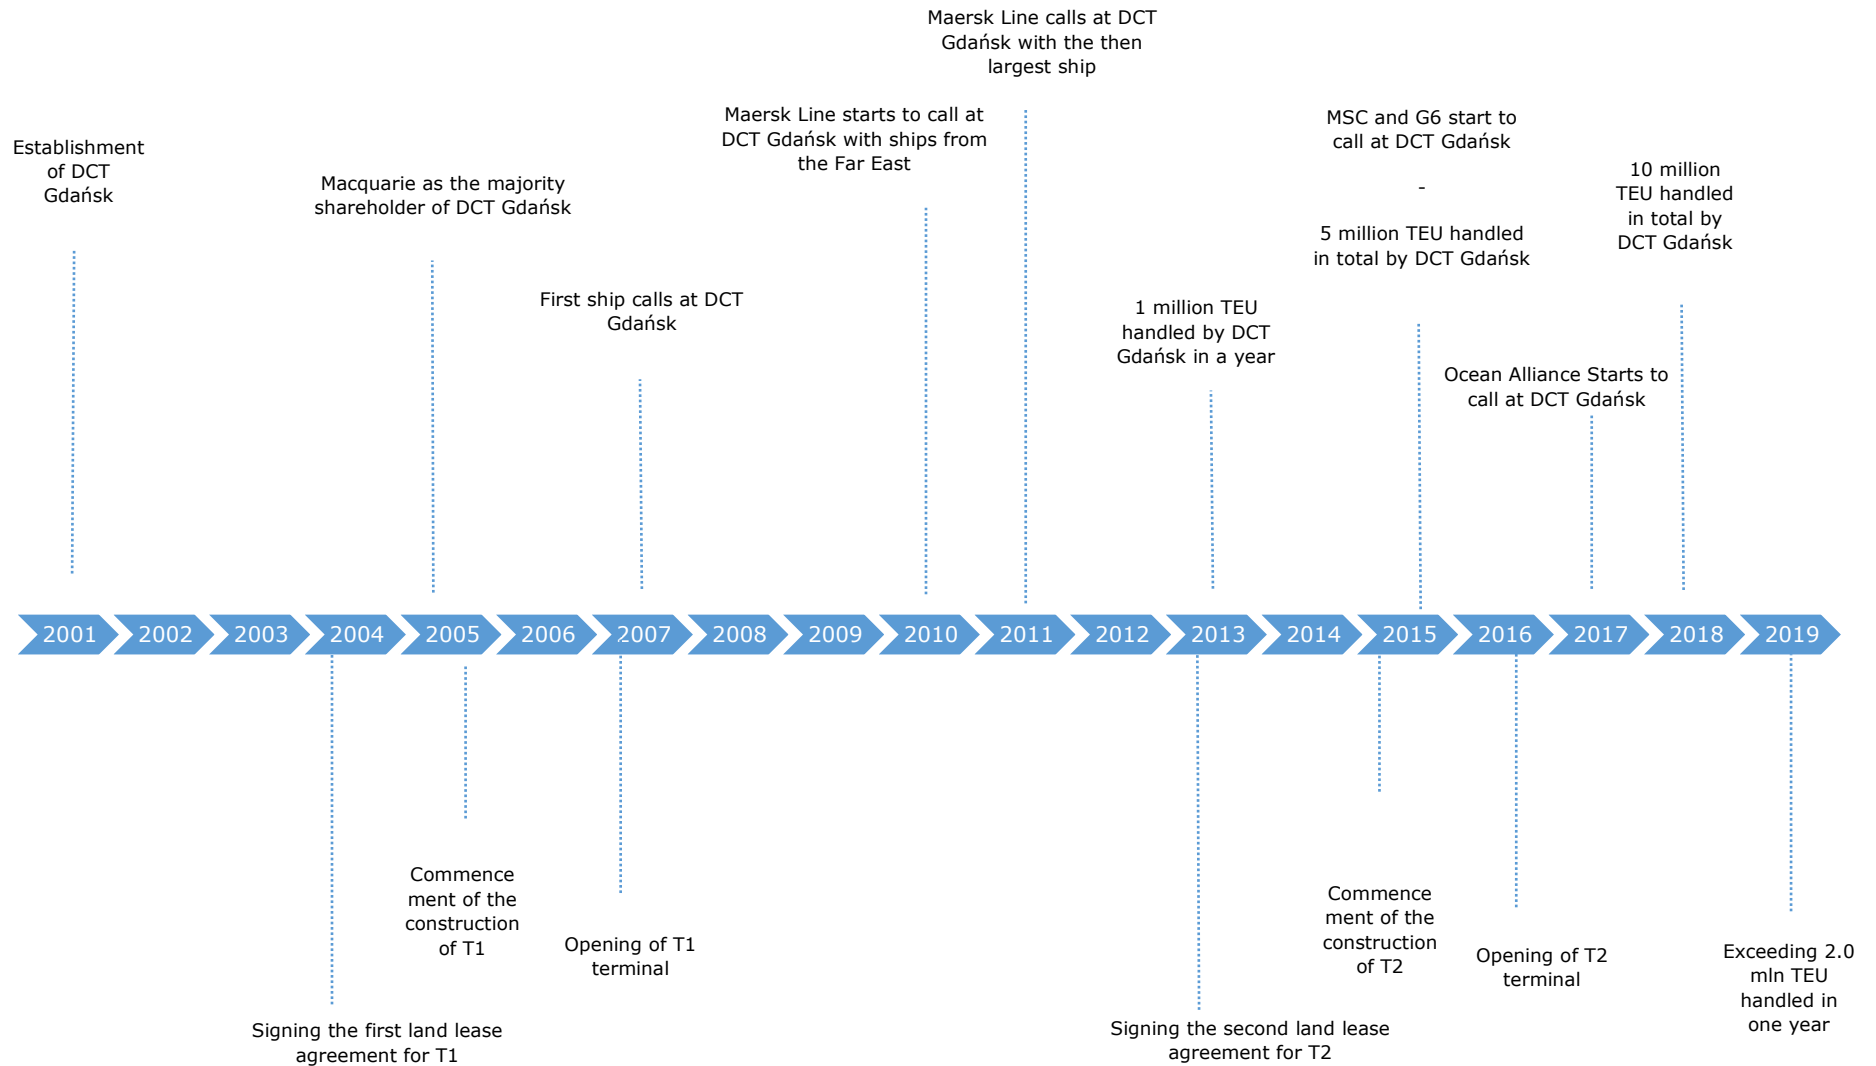 Maersk Line calls at DCT
Gdańsk with the then
largest ship
Maersk Line starts to call at
DCT Gdańsk with ships from
the Far East
MSC and G6 start to
call at DCT Gdańsk
-
5 million TEU handled
in total by DCT Gdańsk
Establishment
of DCT
Gdańsk
10 million
TEU handled
in total by
DCT Gdańsk
Macquarie as the majority
shareholder of DCT Gdańsk
First ship calls at DCT
Gdańsk
1 million TEU
handled by DCT
Gdańsk in a year
Ocean Alliance Starts to
call at DCT Gdańsk
2001 2002 2003 2004 2005 2006 2007 2008 2009 2010 2011 2012 2013 2014 2015 2016 2017 2018 2019
Commence
ment of the
construction
of T1
Opening of T1
terminal
Commence
ment of the
construction
of T2
Opening of T2
terminal
Exceeding 2.0
mln TEU
handled in
one year
Signing the first land lease
agreement for T1
Signing the second land lease
agreement for T2